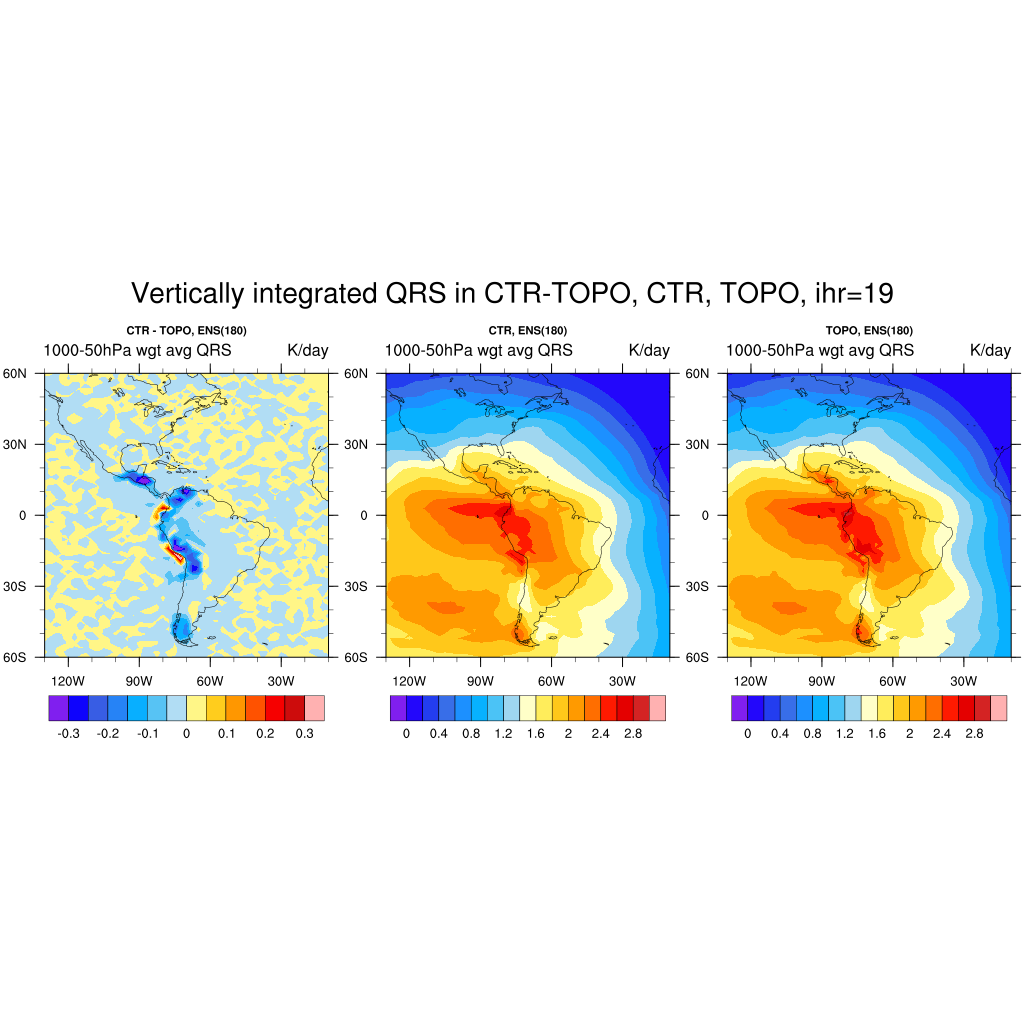 Vertically integrated QRS in CTR-TOPO, CTR, TOPO, ihr=19
CTR - TOPO, ENS(180)
1000-50hPa wgt avg QRS K/day
60N
30N
0
30S
60S
120W 90W 60W 30W
-0.3 -0.2 -0.1 0 0.1 0.2 0.3
CTR, ENS(180)
1000-50hPa wgt avg QRS K/day
60N
30N
0
30S
60S
120W 90W 60W 30W
0 0.4 0.8 1.2 1.6 2 2.4 2.8
TOPO, ENS(180)
1000-50hPa wgt avg QRS K/day
60N
30N
0
30S
60S
120W 90W 60W 30W
0 0.4 0.8 1.2 1.6 2 2.4 2.8